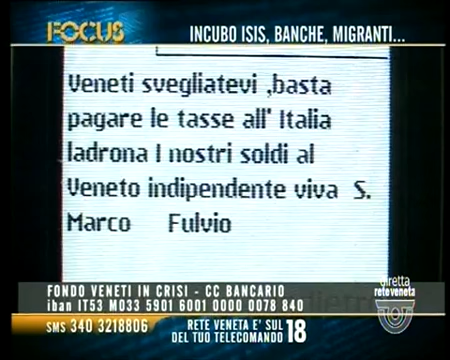 FOCUS
INCUBO ISIS, BANCHE, MIGRANTI...
Veneti svegliatevi ,basta
pagare le tasse all' Italia
ladrona I nostri soldi al
Veneto indipendente viva S.
Marco Fulvio
diretta
reteveneta
FONDO VENETI IN CRISI - CC BANCARIO
iban IT53 M033 5901 6001 0000 0078 840
SMS 340 3218806
RETE VENETA E' SUL
DEL TUO TELECOMANDO 18